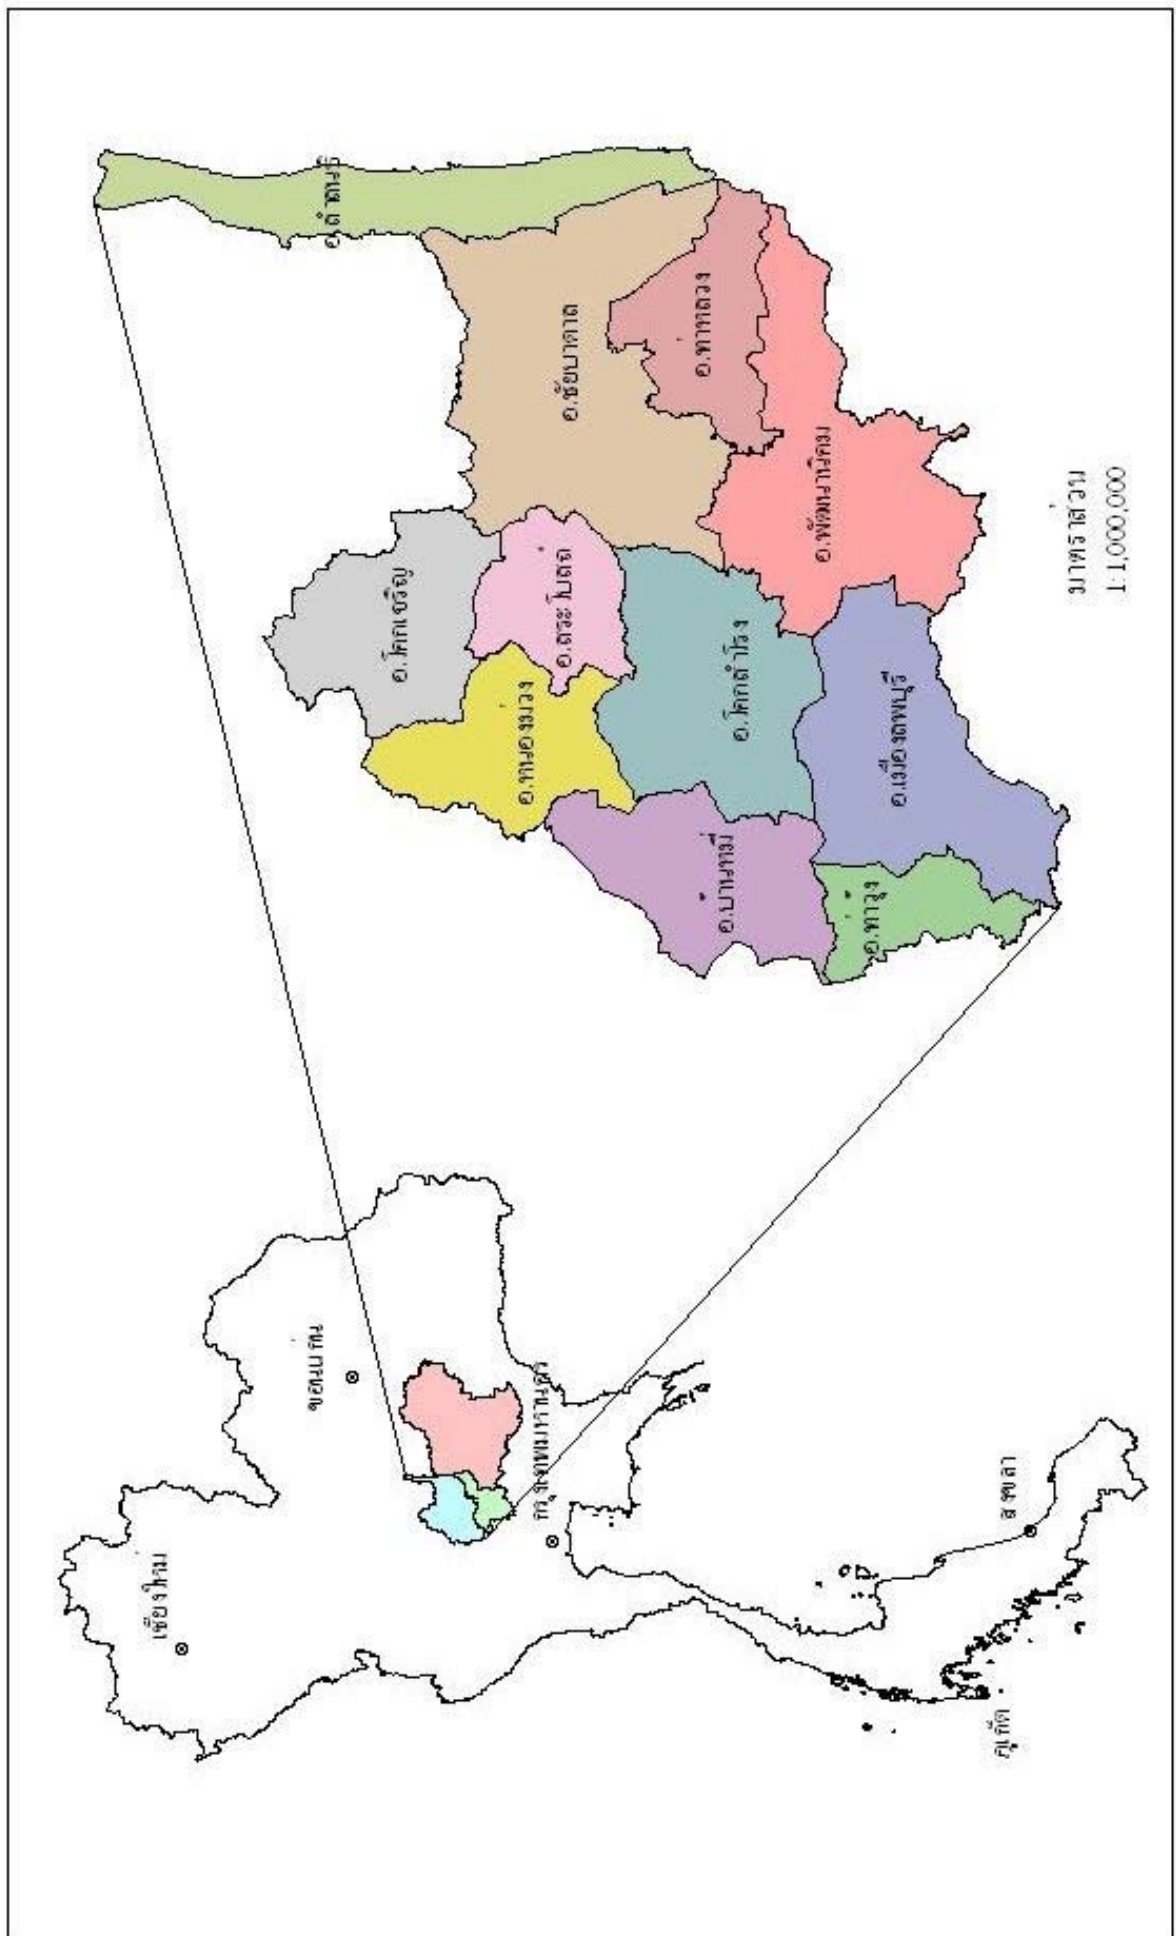 เชียงใหม่
ขอนแก่น
กรุงเทพมหานคร
ภูเก็ต
สงขลา
อ.ลำสนธิ
อ.โคกเจริญ
อ.หนองม่วง
อ.สระโบสถ์
อ.ชัยบาดาล
อ.ท่าหลวง
อ.บ้านหมี่
อ.โคกสำโรง
อ.พัฒนานิคม
อ.ท่าวุ้ง
อ.เมืองลพบุรี
มาตราส่วน
1:1,000,000